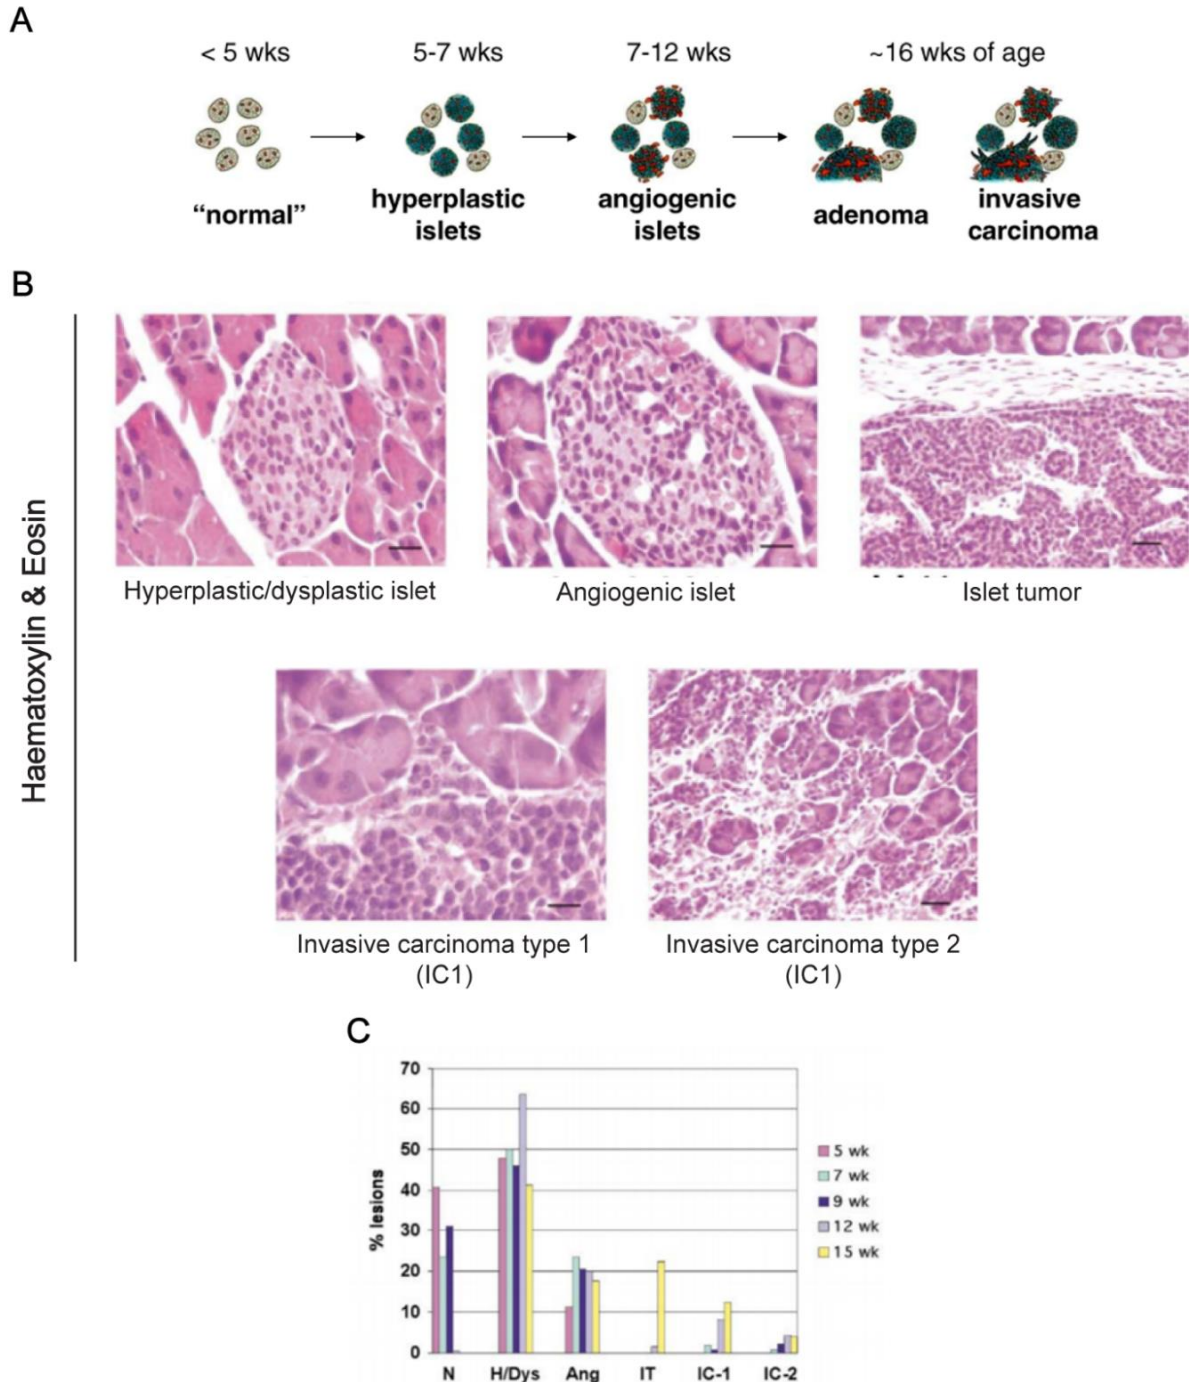 A
< 5 wks
5-7 wks
7-12 wks
~16 wks of age
"normal"
hyperplastic
islets
angiogenic
islets
adenoma
invasive
carcinoma
B
Haematoxylin & Eosin
Hyperplastic/dysplastic islet
Angiogenic islet
Islet tumor
Invasive carcinoma type 1
(IC1)
Invasive carcinoma type 2
(IC1)
C
% lesions
70
60
50
40
30
20
10
0
N
H/Dys
Ang
IT
IC-1
IC-2
5 wk
7 wk
9 wk
12 wk
15 wk